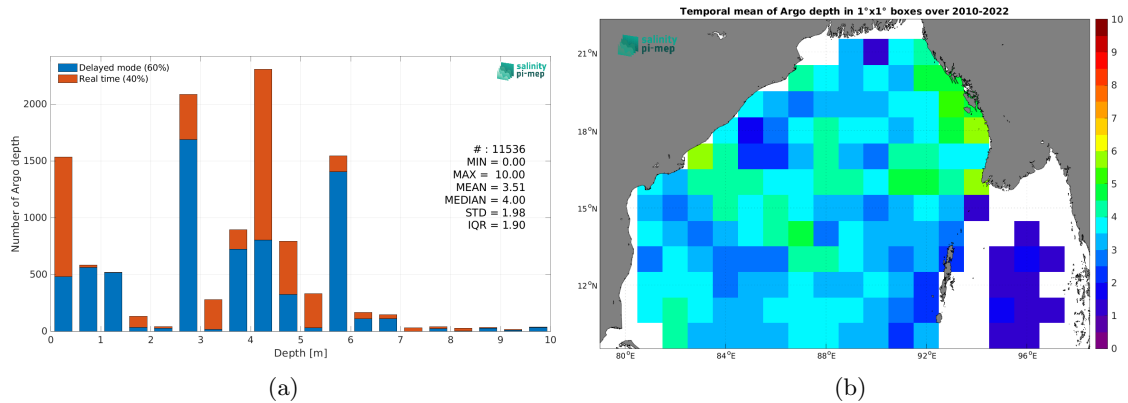 salinity
pi-mep
Delayed mode (60%)
Real time (40%)
# : 11536
MIN = 0.00
MAX = 10.00
MEAN = 3.51
MEDIAN = 4.00
STD = 1.98
IQR = 1.90
Number of Argo depth
2000
1500
1000
500
0
0 1 2 3 4 5 6 7 8 9 10
Depth [m]
(a)
Temporal mean of Argo depth in 1°x1° boxes over 2010-2022
salinity
pi-mep
21°N
18°N
15°N
12°N
80°E 84°E 88°E 92°E 96°E
10
9
8
7
6
5
4
3
2
1
0
(b)